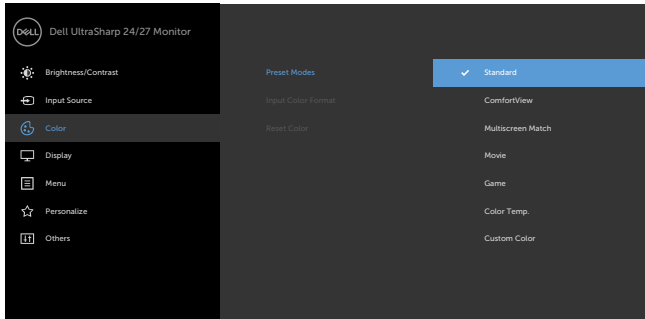 DELL Dell UltraSharp 24/27 Monitor
Brightness/Contrast Preset Modes Standard
Input Source Input Color Format ComfortView
Color Reset Color Multiscreen Match
Display Movie
Menu Game
Personalize Color Temp.
Others Custom Color